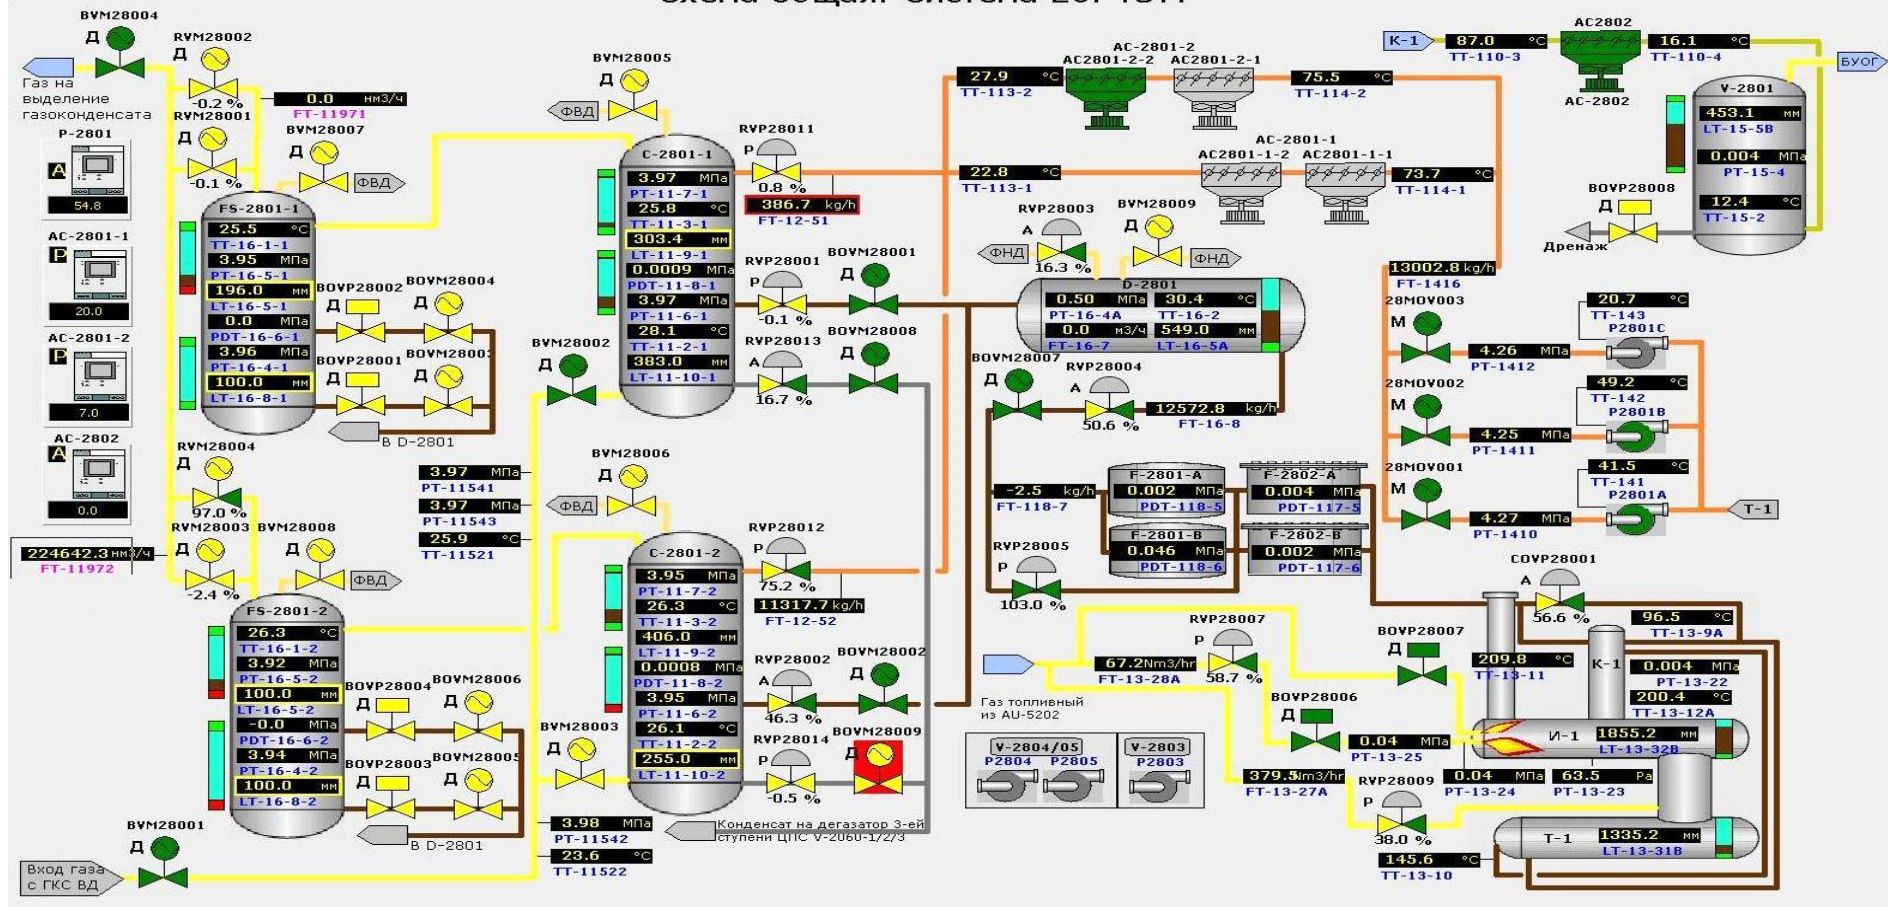 BVM28004
Д
RVM28002
Д
-0.2 %
Газ на
выделение
газоконденсата
0.0 нм3/ч
FT-11971
RVM28001
Д
-0.1 %
BVM28007
Д
ФВД
P-2801
A
54.8
AC-2801-1
P
20.0
AC-2801-2
P
7.0
AC-2802
A
0.0
FS-2801-1
25.5 °C
TT-16-1-1
3.95 МПа
PT-16-5-1
196.0 мм
LT-16-5-1
0.0 МПа
PDT-16-6-1
3.96 МПа
PT-16-4-1
100.0 мм
LT-16-8-1
BOVP28002
BOVM28004
Д
Д
BOVP28001
BOVM28003
Д
Д
В D-2801
RVM28004
Д
97.0 %
RVM28003
Д
-2.4 %
BVM28008
Д
ФВД
224642.3 нм3/ч
FT-11972
FS-2801-2
26.3 °C
TT-16-1-2
3.92 МПа
PT-16-5-2
100.0 мм
LT-16-5-2
-0.0 МПа
PDT-16-6-2
3.94 МПа
PT-16-4-2
100.0 мм
LT-16-8-2
BOVP28004
BOVM28006
Д
Д
BOVP28003
BOVM28005
Д
Д
В D-2801
BVM28001
Д
Вход газа
с ГКС ВД
BVM28005
Д
ФВД
C-2801-1
3.97 МПа
PT-11-7-1
25.8 °C
TT-11-3-1
303.4 мм
LT-11-9-1
0.0009 МПа
PDT-11-8-1
3.97 МПа
PT-11-6-1
28.1 °C
TT-11-2-1
383.0 мм
LT-11-10-1
RVP28011
P
0.8 %
386.7 kg/h
FT-12-51
RVP28001
P
-0.1 %
BOVM28001
Д
RVP28013
A
16.7 %
BOVM28008
Д
BVM28002
Д
3.97 МПа
PT-11541
3.97 МПа
PT-11543
25.9 °C
TT-11521
BVM28006
Д
ФВД
C-2801-2
3.95 МПа
PT-11-7-2
26.3 °C
TT-11-3-2
406.0 мм
LT-11-9-2
0.0008 МПа
PDT-11-8-2
3.95 МПа
PT-11-6-2
26.1 °C
TT-11-2-2
255.0 мм
LT-11-10-2
RVP28012
P
75.2 %
11317.7 kg/h
FT-12-52
RVP28002
A
46.3 %
BOVM28002
Д
RVP28014
P
-0.5 %
BOVM28009
Д
BVM28003
Д
Конденсат на дегазатор 3-ей
ступени ЦПС V-2060-1/2/3
3.98 МПа
PT-11542
23.6 °C
TT-11522
AC-2801-2
AC2801-2-2
AC2801-2-1
27.9 °C
TT-113-2
75.5 °C
TT-114-2
AC-2801-1
AC2801-1-2
AC2801-1-1
22.8 °C
TT-113-1
73.7 °C
TT-114-1
K-1
87.0 °C
TT-110-3
AC2802
AC-2802
16.1 °C
TT-110-4
БУОГ
V-2801
453.1 мм
LT-15-5B
0.004 МПа
PT-15-4
12.4 °C
TT-15-2
BOVP28008
Д
Дренаж
RVP28003
A
ФНД
16.3 %
BVM28009
Д
ФНД
D-2801
0.50 МПа
PT-16-4A
30.4 °C
TT-16-2
0.0 м3/ч
FT-16-7
549.0 мм
LT-16-5A
BOVM28007
Д
RVP28004
A
50.6 %
12572.8 kg/h
FT-16-8
13002.8 kg/h
FT-1416
28MOV003
M
20.7 °C
TT-143
P2801C
4.26 МПа
PT-1412
28MOV002
M
49.2 °C
TT-142
P2801B
4.25 МПа
PT-1411
28MOV001
M
41.5 °C
TT-141
P2801A
4.27 МПа
PT-1410
T-1
-2.5 kg/h
FT-118-7
F-2801-A
0.002 МПа
PDT-118-5
F-2802-A
0.004 МПа
PDT-117-5
F-2801-B
0.046 МПа
PDT-118-6
F-2802-B
0.002 МПа
PDT-117-6
RVP28005
P
103.0 %
COVP28001
A
56.6 %
RVP28007
P
67.2 Nm3/hr
FT-13-28A
58.7 %
BOVP28007
Д
BOVP28006
Д
Газ топливный
из AU-5202
209.8 °C
TT-13-11
96.5 °C
TT-13-9A
K-1
0.004 МПа
PT-13-22
200.4 °C
TT-13-12A
И-1
1855.2 мм
LT-13-32B
0.04 МПа
PT-13-25
0.04 МПа
PT-13-24
63.5 Pa
PT-13-23
379.5 Nm3/hr
FT-13-27A
RVP28009
P
38.0 %
T-1
1335.2 мм
LT-13-31B
145.6 °C
TT-13-10
V-2804/05
P2804
P2805
V-2803
P2803